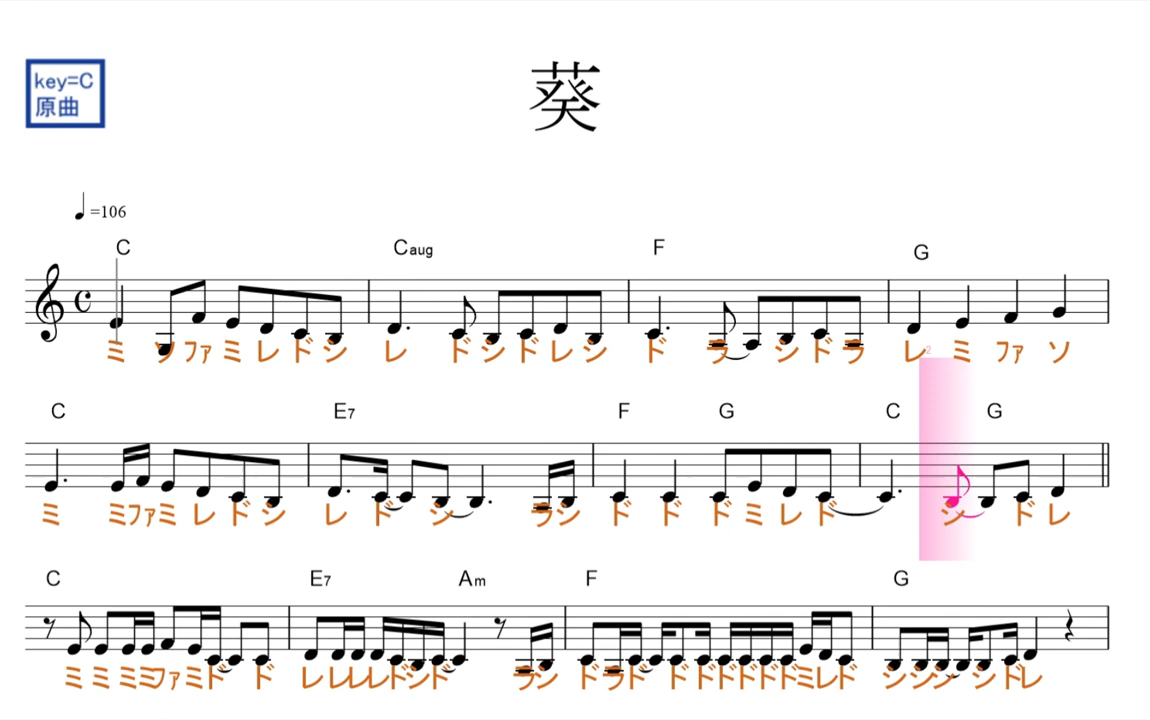 葵
key=C
原曲
=106
C Caug F G
ミ ソ ファ ミ レ ド シ レ ド シ ド レ シ ド ラ シ ド ラ レ ミ ファ ソ
2
C E7 F G C G
ミ ミ ファ ミ レ ド シ レ ド シ ラ シ ド ド ド ミ レ ド シ ド レ
C E7 Am F G
ミ ミ ミ ミ ファ ミ ド ド レ レ レ レ ド シ ド ラ シ ド ラ ド ド ド ド ド ド ド ミ レ ド シ シ シ シ ド レ